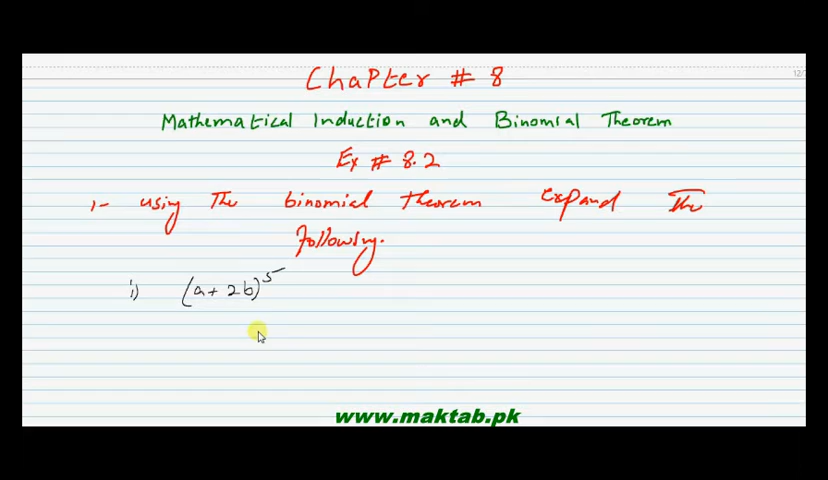 Chapter # 8
Mathematical Induction and Binomial Theorem
Ex # 8.2
1- using The binomial theorem expand The
following.
i) (a + 2b)^5
www.maktab.pk